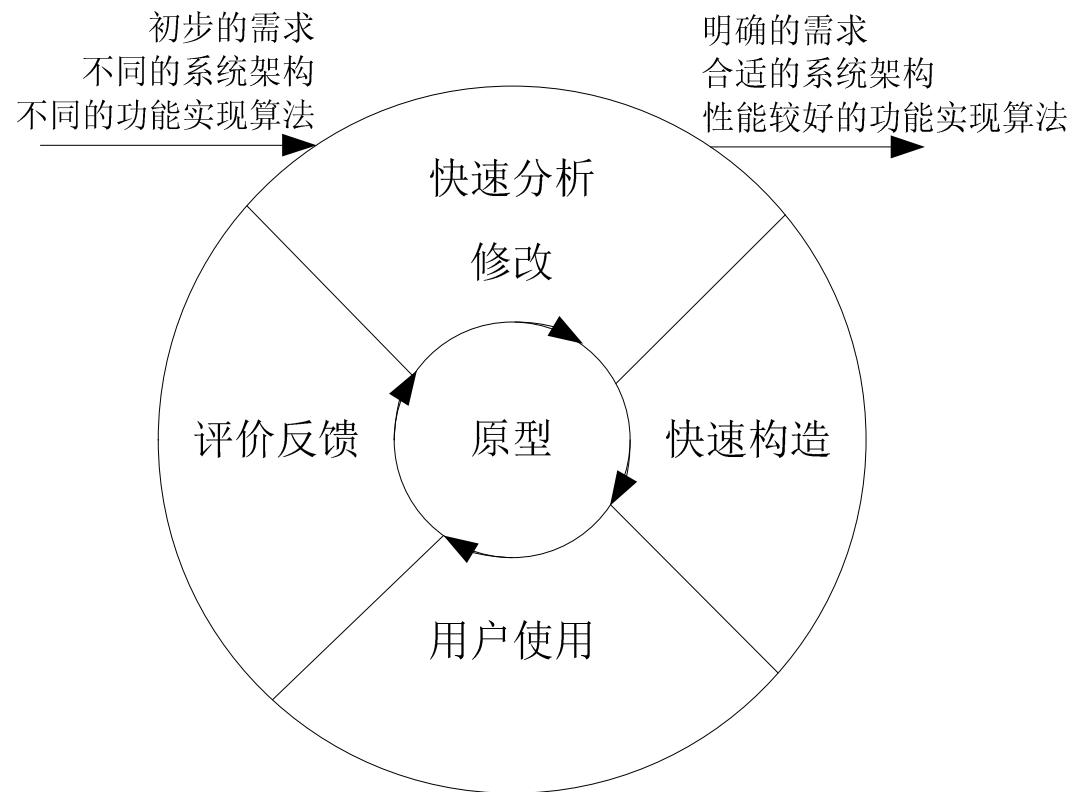 初步的需求
不同的系统架构
不同的功能实现算法
明确的需求
合适的系统架构
性能较好的功能实现算法
快速分析
修改
评价反馈
原型
快速构造
用户使用